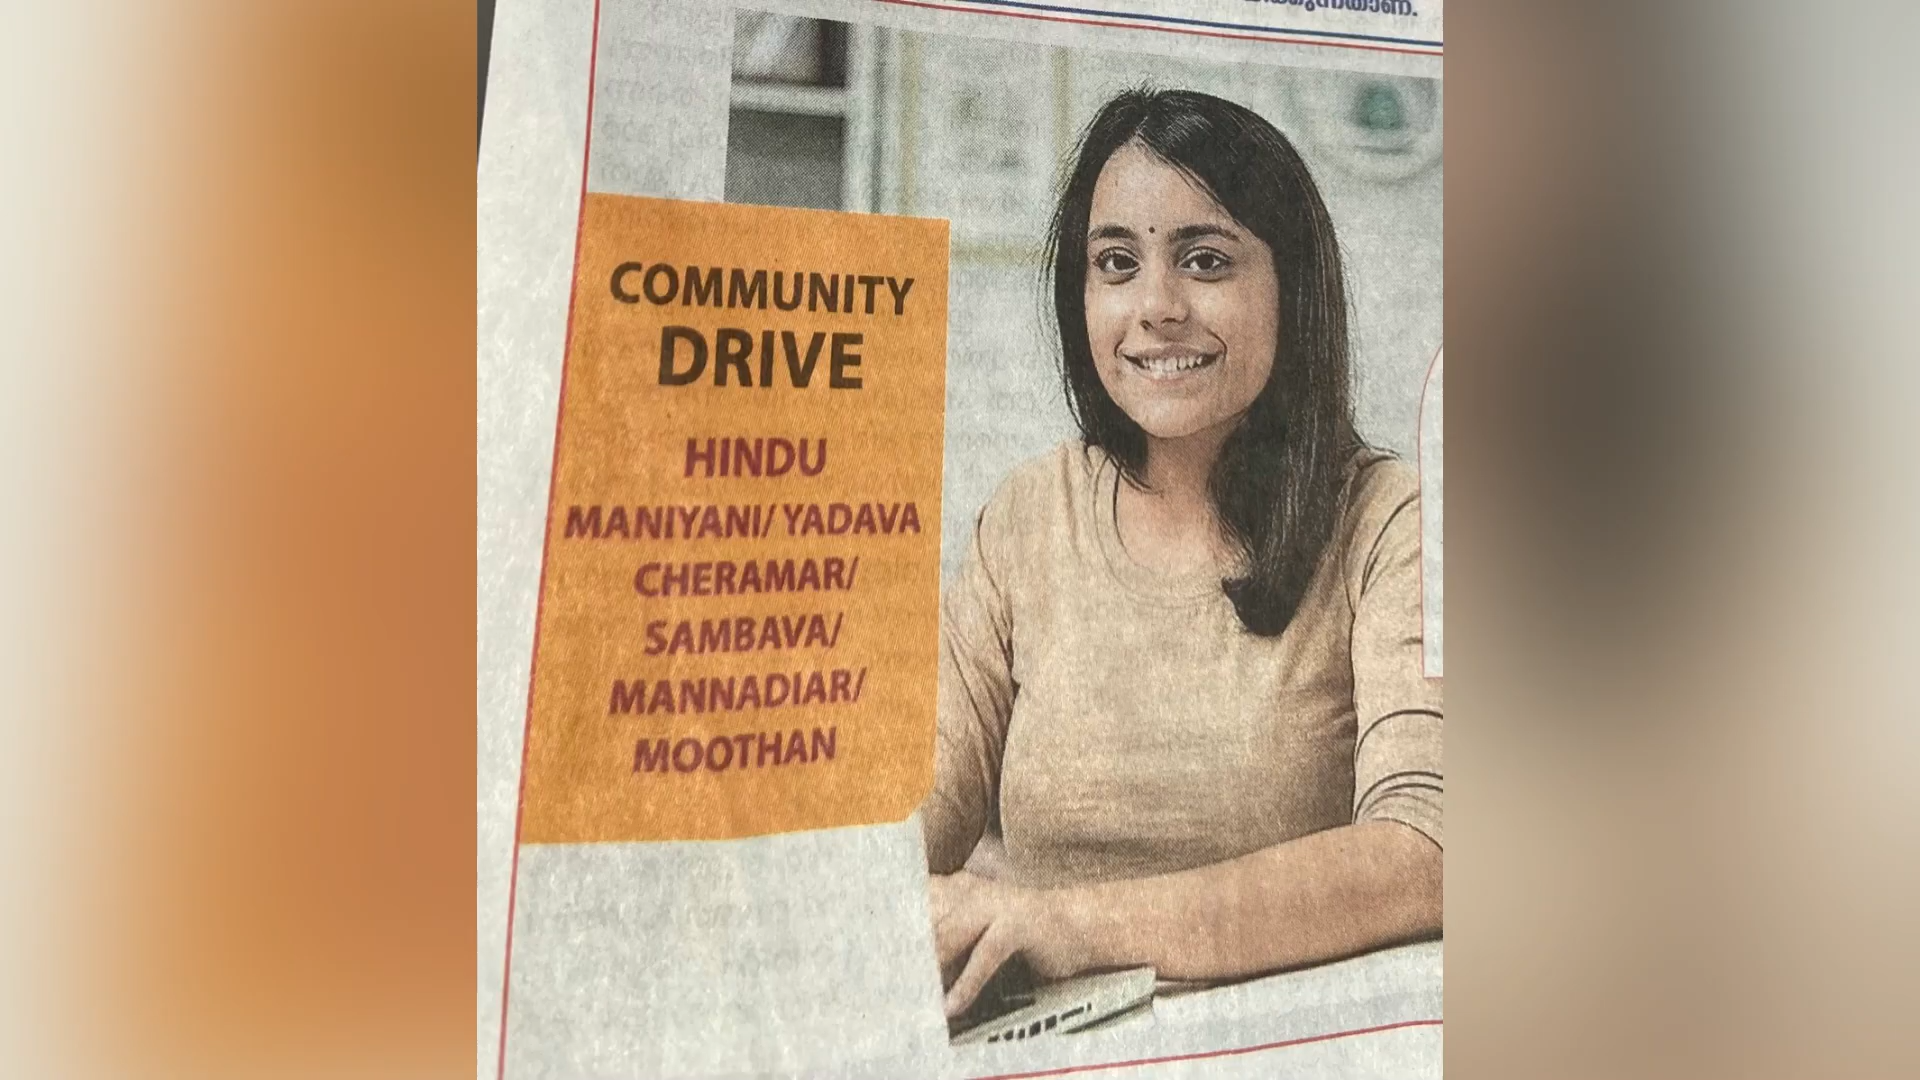 COMMUNITY
DRIVE
HINDU
MANIYANI/ YADAVA
CHERAMAR/
SAMBAVA/
MANNADIAR/
MOOTHAN